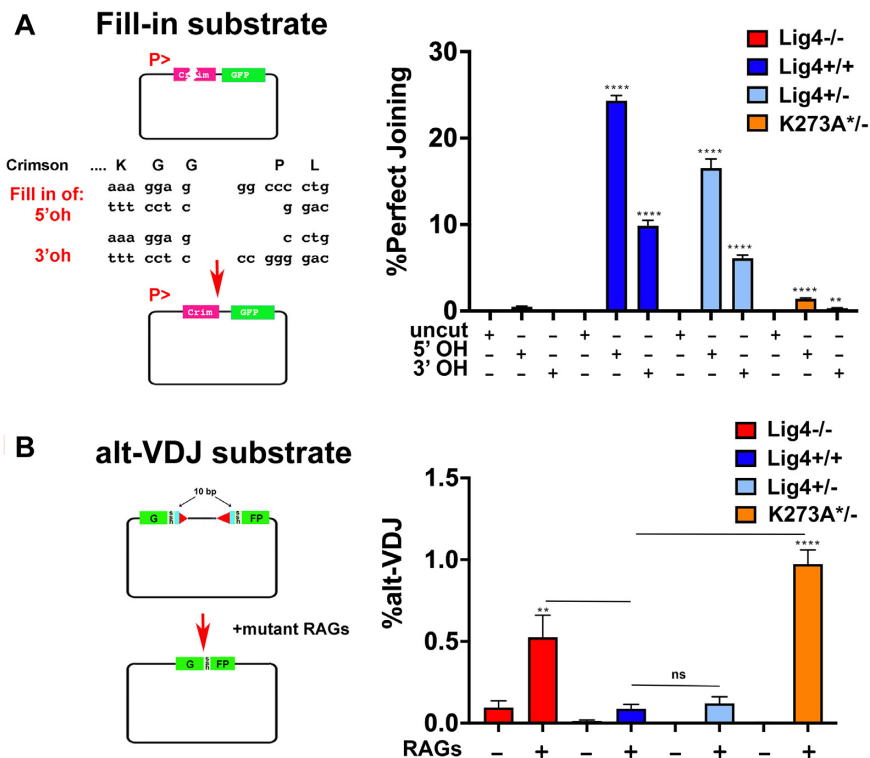 A
Fill-in substrate
P>
Crim
GFP
Crimson .... K G G P L
Fill in of:
5'oh
aaa gga g gg ccc ctg
ttt cct c g gac
3'oh
aaa gga g c ctg
ttt cct c cc ggg gac
P>
Crim
GFP
%Perfect Joining
30
20
10
0
Lig4-/-
Lig4+/+
Lig4+/-
K273A*/-
****
****
****
****
****
**
uncut + – – + – – + – – + – –
5' OH – + – – + – – + – – + –
3' OH – – + – – + – – + – – +
B
alt-VDJ substrate
10 bp
G
FP
+mutant RAGs
G
FP
%alt-VDJ
1.5
1.0
0.5
0.0
Lig4-/-
Lig4+/+
Lig4+/-
K273A*/-
**
ns
****
RAGs – + – + – + – +